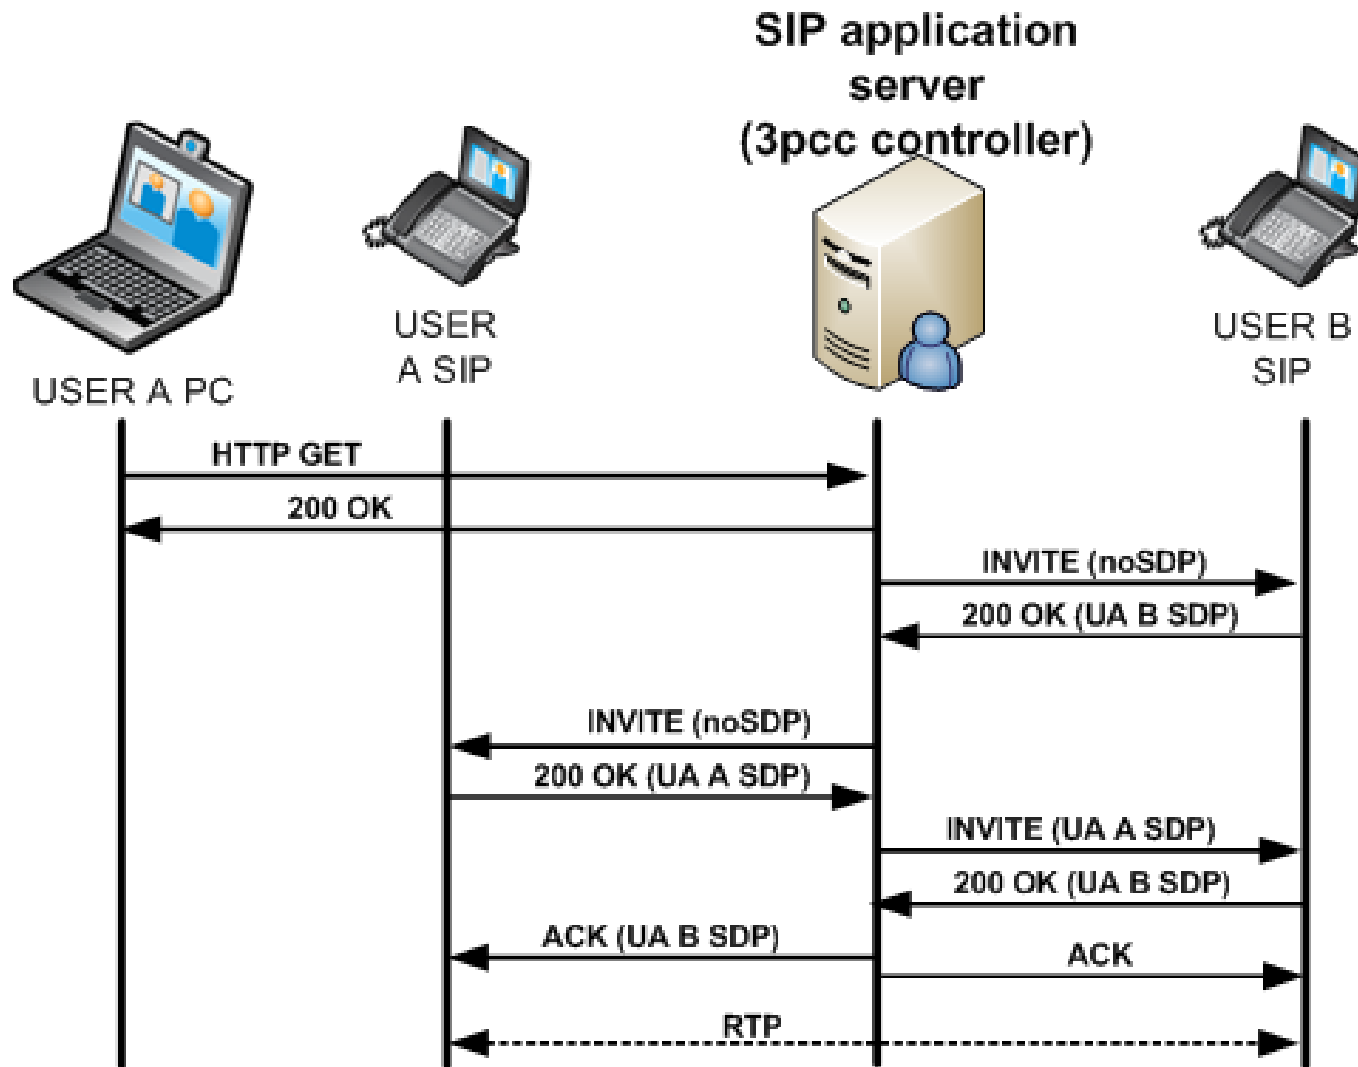 SIP application
server
(3pcc controller)
USER A PC
USER
A SIP
USER B
SIP
HTTP GET
200 OK
INVITE (noSDP)
200 OK (UA B SDP)
INVITE (noSDP)
200 OK (UA A SDP)
INVITE (UA A SDP)
200 OK (UA B SDP)
ACK (UA B SDP)
ACK
RTP